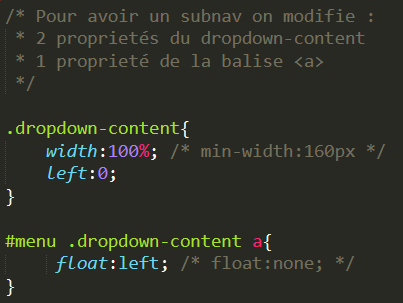 /* Pour avoir un subnav on modifie :
* 2 propriétés du dropdown-content
* 1 proprieté de la balise <a>
*/
.dropdown-content{
width:100%; /* min-width:160px */
left:0;
}
#menu .dropdown-content a{
float:left; /* float:none; */
}